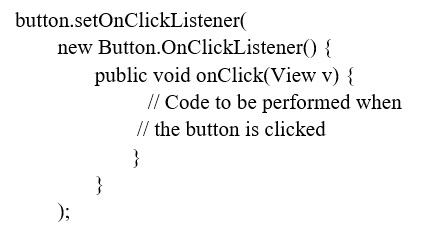 button.setOnClickListener(
new Button.OnClickListener() {
public void onClick(View v) {
// Code to be performed when
// the button is clicked
}
}
);